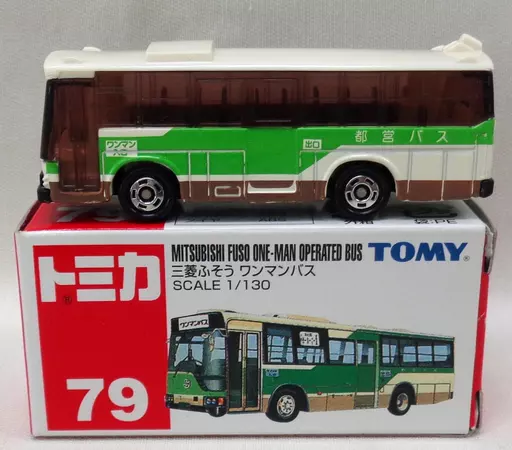 ワンマン
出口
都営バス
MITSUBISHI FUSO ONE-MAN OPERATED BUS
TOMY®
トミカ®
三菱ふそう ワンマンバス
SCALE 1/130
79
ワンマンバス